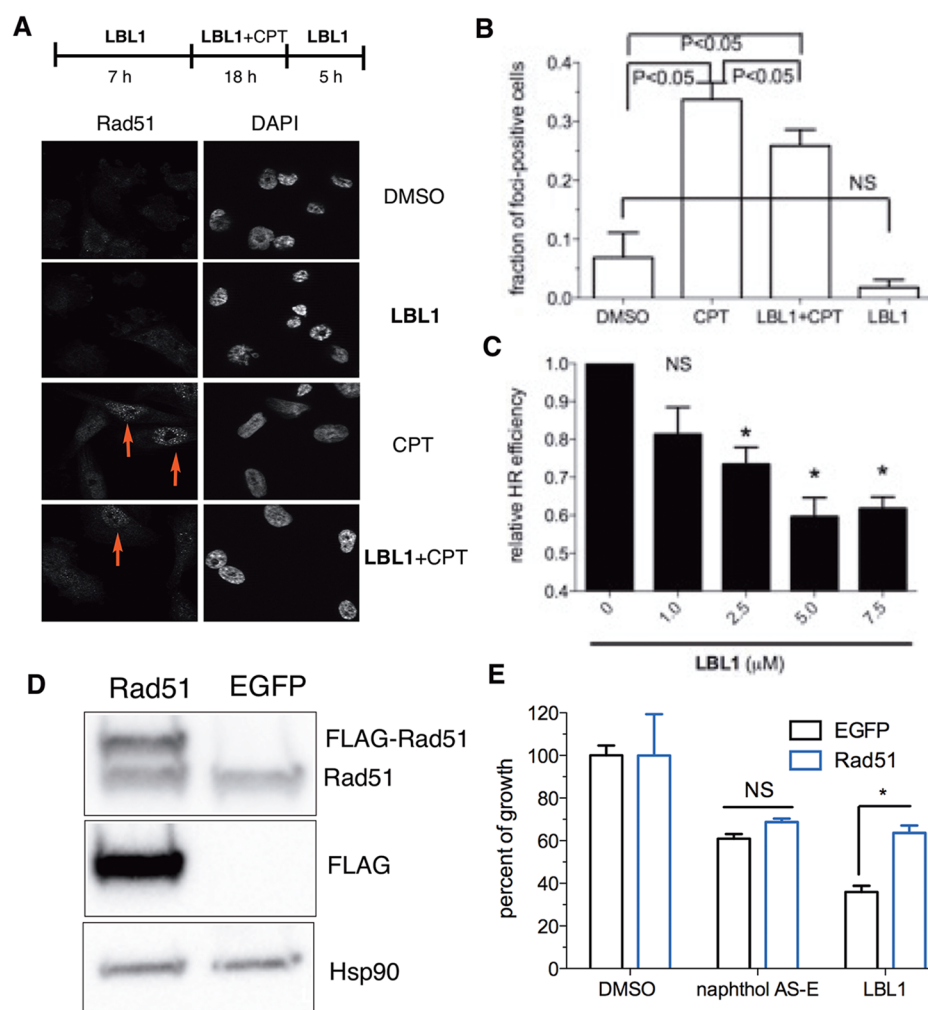 A
LBL1 LBL1+CPT LBL1
7 h 18 h 5 h
Rad51 DAPI
DMSO
LBL1
CPT
LBL1+CPT
B
fraction of foci-positive cells
0.4
0.3
0.2
0.1
0.0
P<0.05
P<0.05 P<0.05
NS
DMSO CPT LBL1+CPT LBL1
C
relative HR efficiency
1.0
0.9
0.8
0.7
0.6
0.5
0.4
NS
*
* *
0 1.0 2.5 5.0 7.5
LBL1 (μM)
D
Rad51 EGFP
FLAG-Rad51
Rad51
FLAG
Hsp90
E
percent of growth
120
100
80
60
40
20
0
EGFP
Rad51
NS
*
DMSO naphthol AS-E LBL1